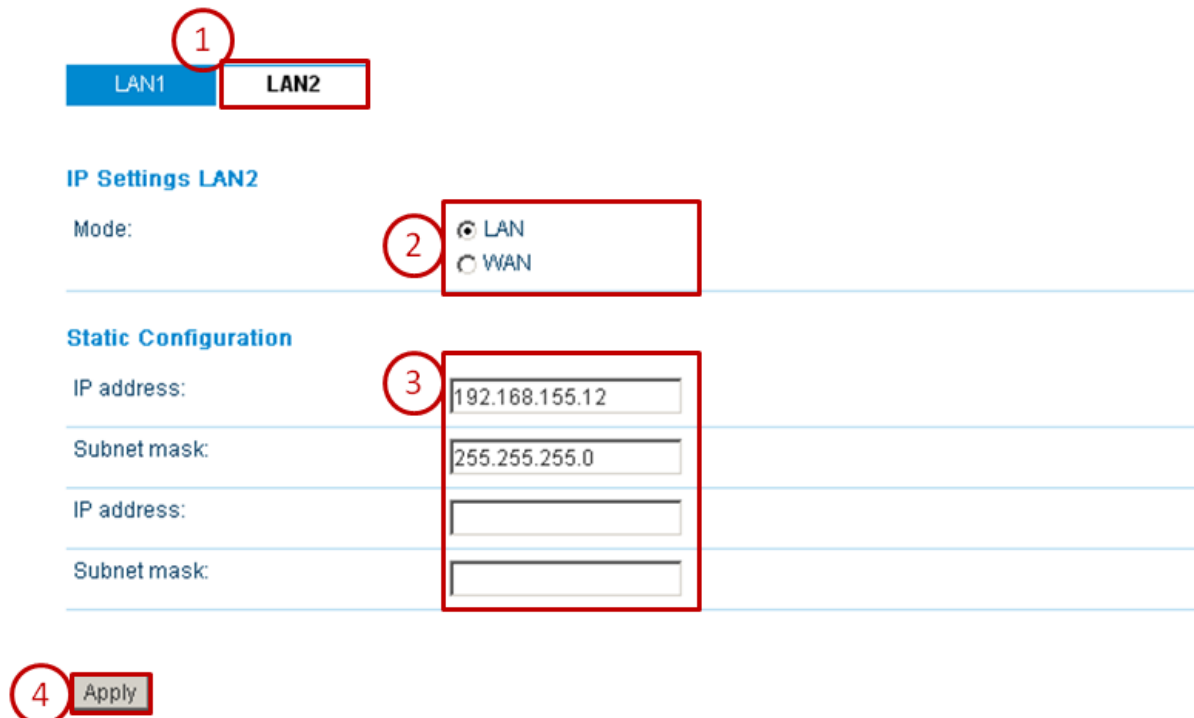 1
LAN1 LAN2
IP Settings LAN2
Mode:
2
LAN
WAN
Static Configuration
IP address:
3
192.168.155.12
Subnet mask:
255.255.255.0
IP address:
Subnet mask:
4
Apply